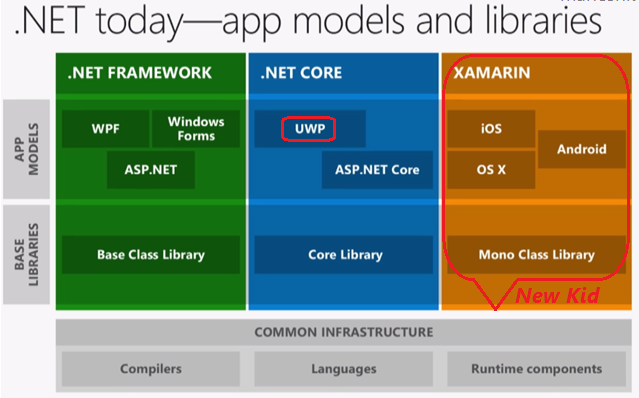 .NET today—app models and libraries
.NET FRAMEWORK
.NET CORE
XAMARIN
APP
MODELS
WPF
Windows
Forms
ASP.NET
UWP
ASP.NET Core
iOS
Android
OS X
BASE
LIBRARIES
Base Class Library
Core Library
Mono Class Library
New Kid
COMMON INFRASTRUCTURE
Compilers
Languages
Runtime components